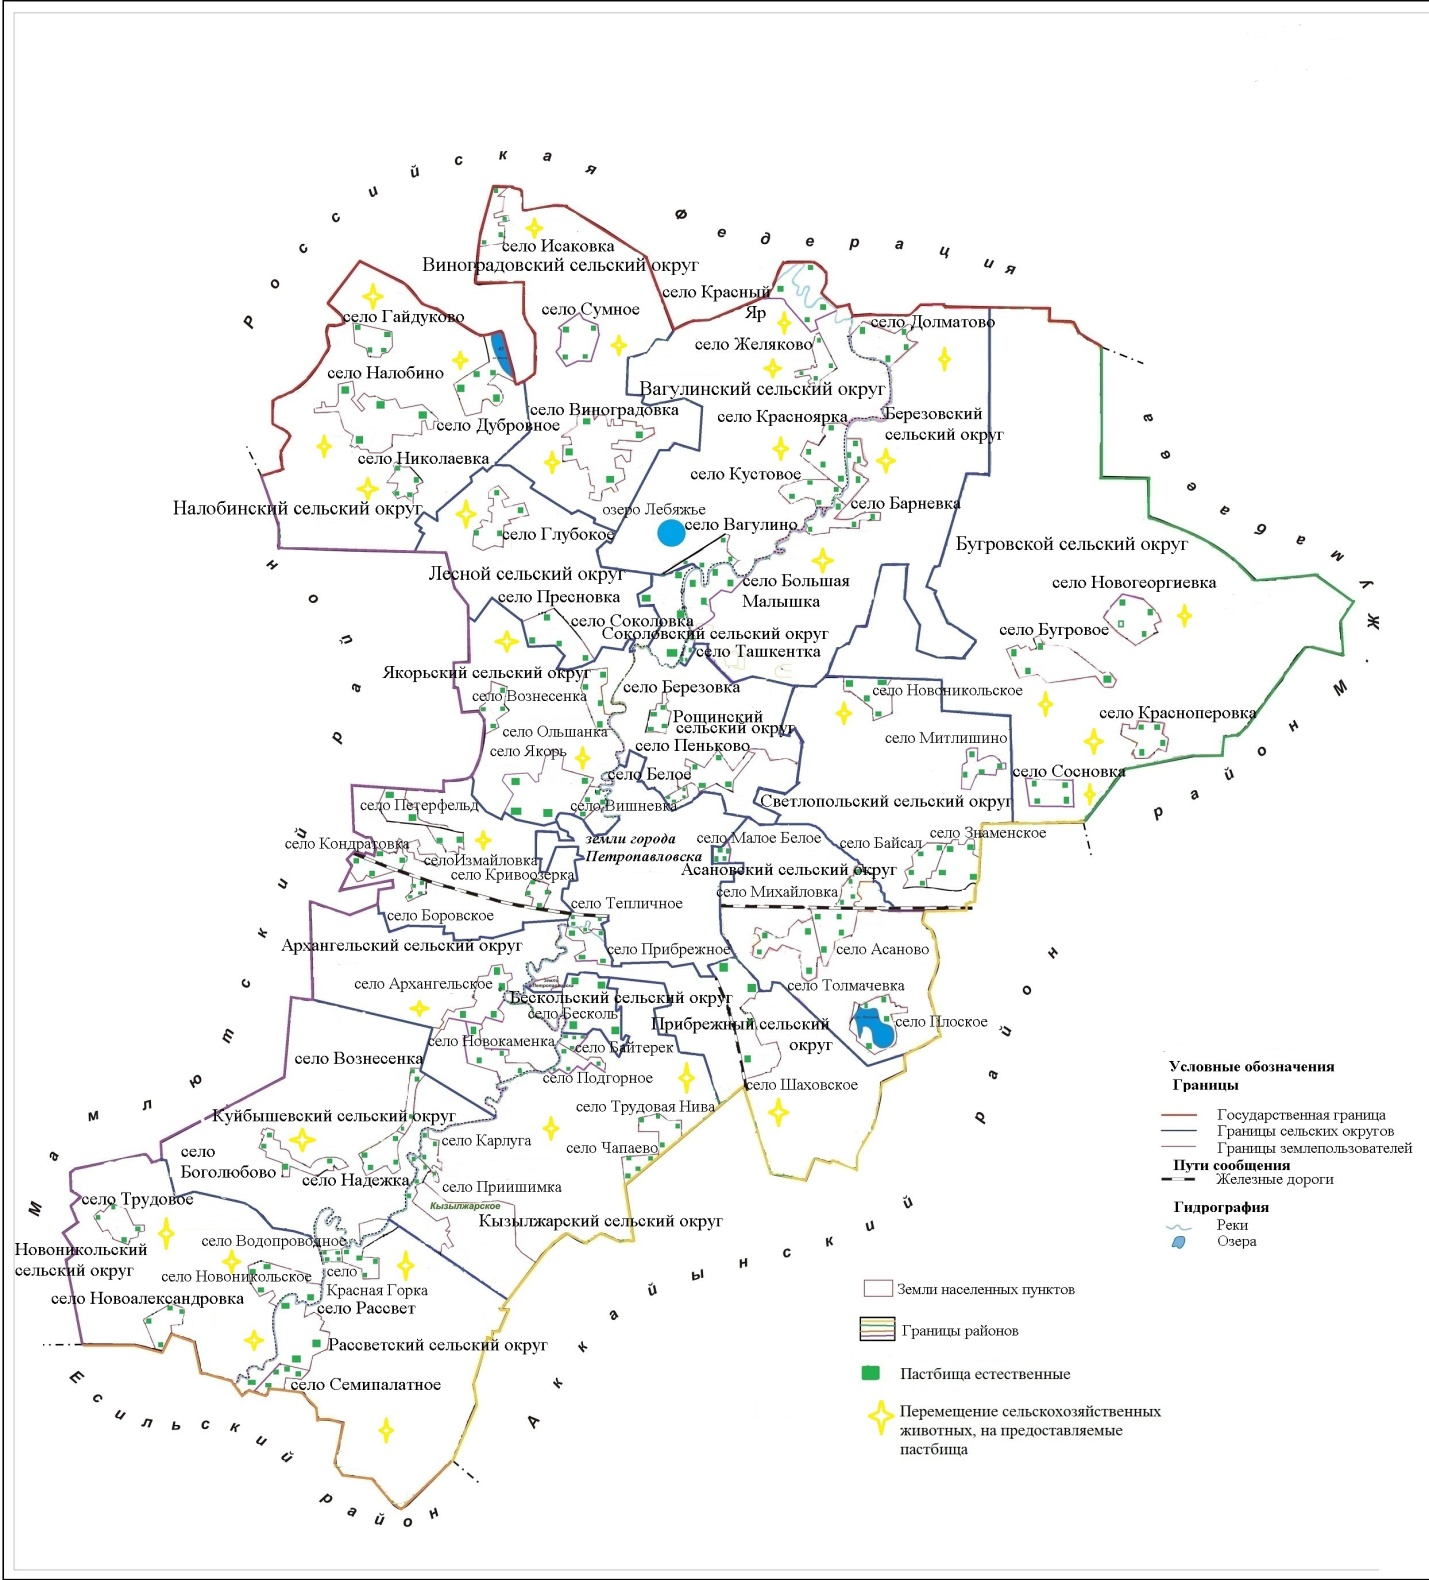 Российская Федерация
село Исаковка
Виноградовский сельский округ
село Красный
Яр
село Гайдуково
село Сумное
село Долматово
село Желяково
село Налобино
Вагулинский сельский округ
село Виноградовка
село Красноярка
Березовский
сельский округ
село Дубровное
село Николаевка
село Кустовое
Налобинский сельский округ
озеро Лебяжье
село Барневка
село Глубокое
село Вагулино
Бугровской сельский округ
Лесной сельский округ
село Большая
Малышка
село Новогеоргиевка
село Пресновка
село Соколовка
Соколовский сельский округ
село Бугровое
село Ташкентка
Якорьский сельский округ
село Вознесенка
село Березовка
село Новоникольское
село Ольшанка
Рощинский
сельский округ
село Красноперовка
село Якорь
село Пеньково
село Митлишино
село Белое
село Сосновка
село Петерфельд
село Вишневка
Светлопольский сельский округ
село Кондратовка
земли города
Петропавловска
село Малое Белое
село Байсал
село Знаменское
селоИзмайловка
село Кривоозерка
Асановский сельский округ
село Михайловка
село Боровское
село Тепличное
Архангельский сельский округ
село Прибрежное
село Асаново
село Архангельское
село Толмачевка
Бескольский сельский округ
село Бесколь
Прибрежный сельский
округ
село Плоское
село Новокаменка
село Байтерек
село Вознесенка
село Подгорное
село Шаховское
Куйбышевский сельский округ
село Трудовая Нива
село
Боголюбово
село Карлуга
село Чапаево
село Надежка
село Приишимка
село Трудовое
Кызылжарское
Кызылжарский сельский округ
Новоникольский
сельский округ
село Водопроводное
село Новоникольское
село
Красная Горка
село Новоалександровка
село Рассвет
Рассветский сельский округ
село Семипалатное
Мамлютский район
район М. Жумабаева
Аккайынский район
Есильский район
Условные обозначения
Границы
Государственная граница
Границы сельских округов
Границы землепользователей
Пути сообщения
Железные дороги
Гидрография
Реки
Озера
Земли населенных пунктов
Границы районов
Пастбища естественные
Перемещение сельскохозяйственных
животных, на предоставляемые
пастбища